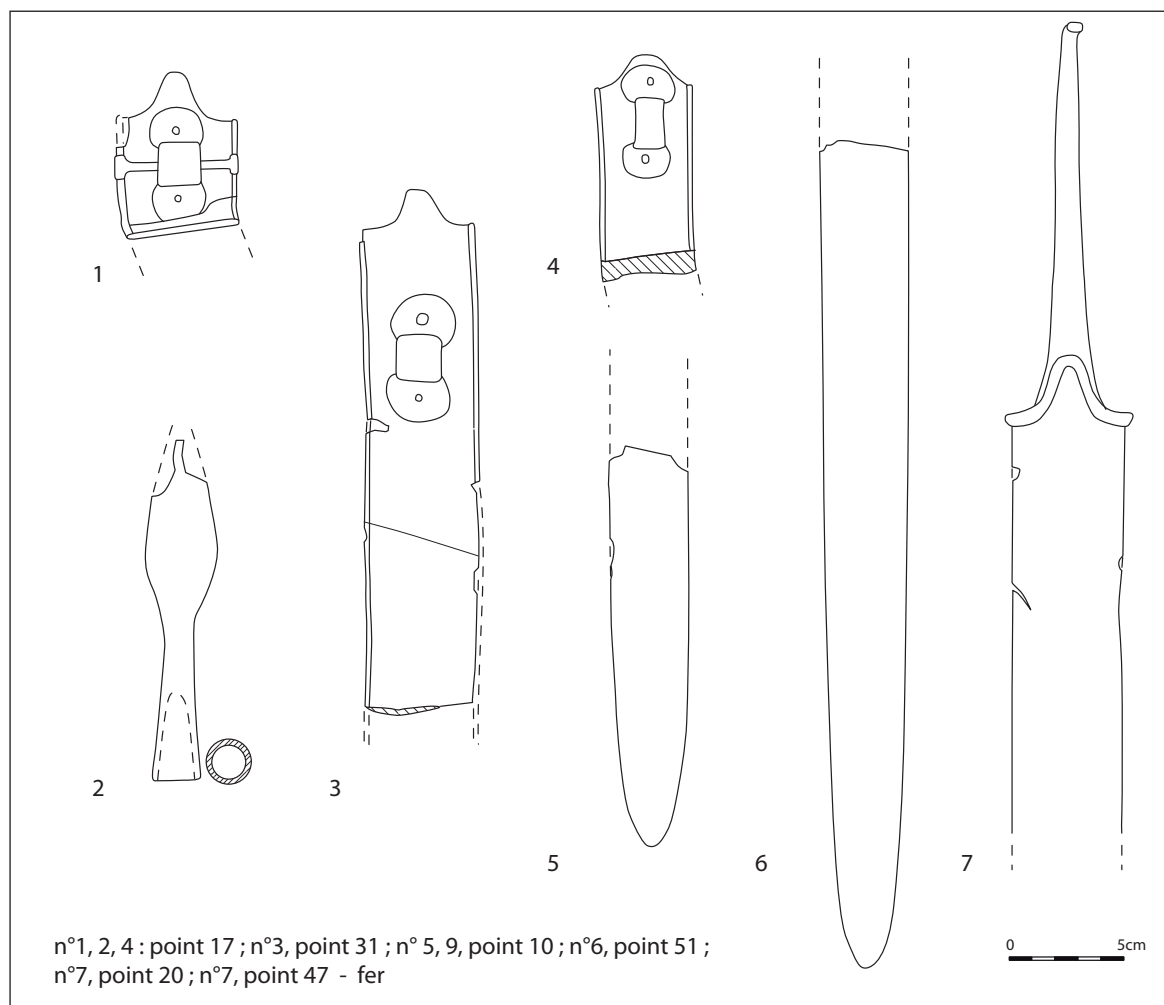 1
4
2
3
5
6
7
n°1, 2, 4 : point 17 ; n°3, point 31 ; n° 5, 9, point 10 ; n°6, point 51 ;
n°7, point 20 ; n°7, point 47 - fer
0 5cm